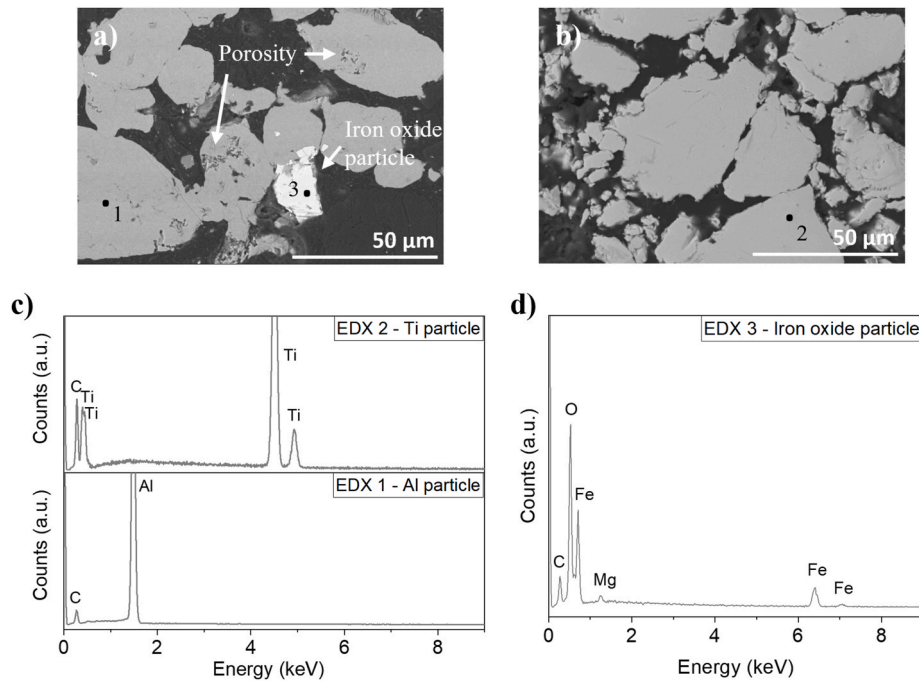 a)
Porosity
Iron oxide
particle
1
3
50 µm
b)
2
50 µm
c)
EDX 2 - Ti particle
Counts (a.u.)
C
Ti
Ti
Ti
Ti
EDX 1 - Al particle
Counts (a.u.)
C
Al
0 2 4 6 8
Energy (keV)
d)
EDX 3 - Iron oxide particle
Counts (a.u.)
C
O
Fe
Mg
Fe
Fe
0 2 4 6 8
Energy (keV)